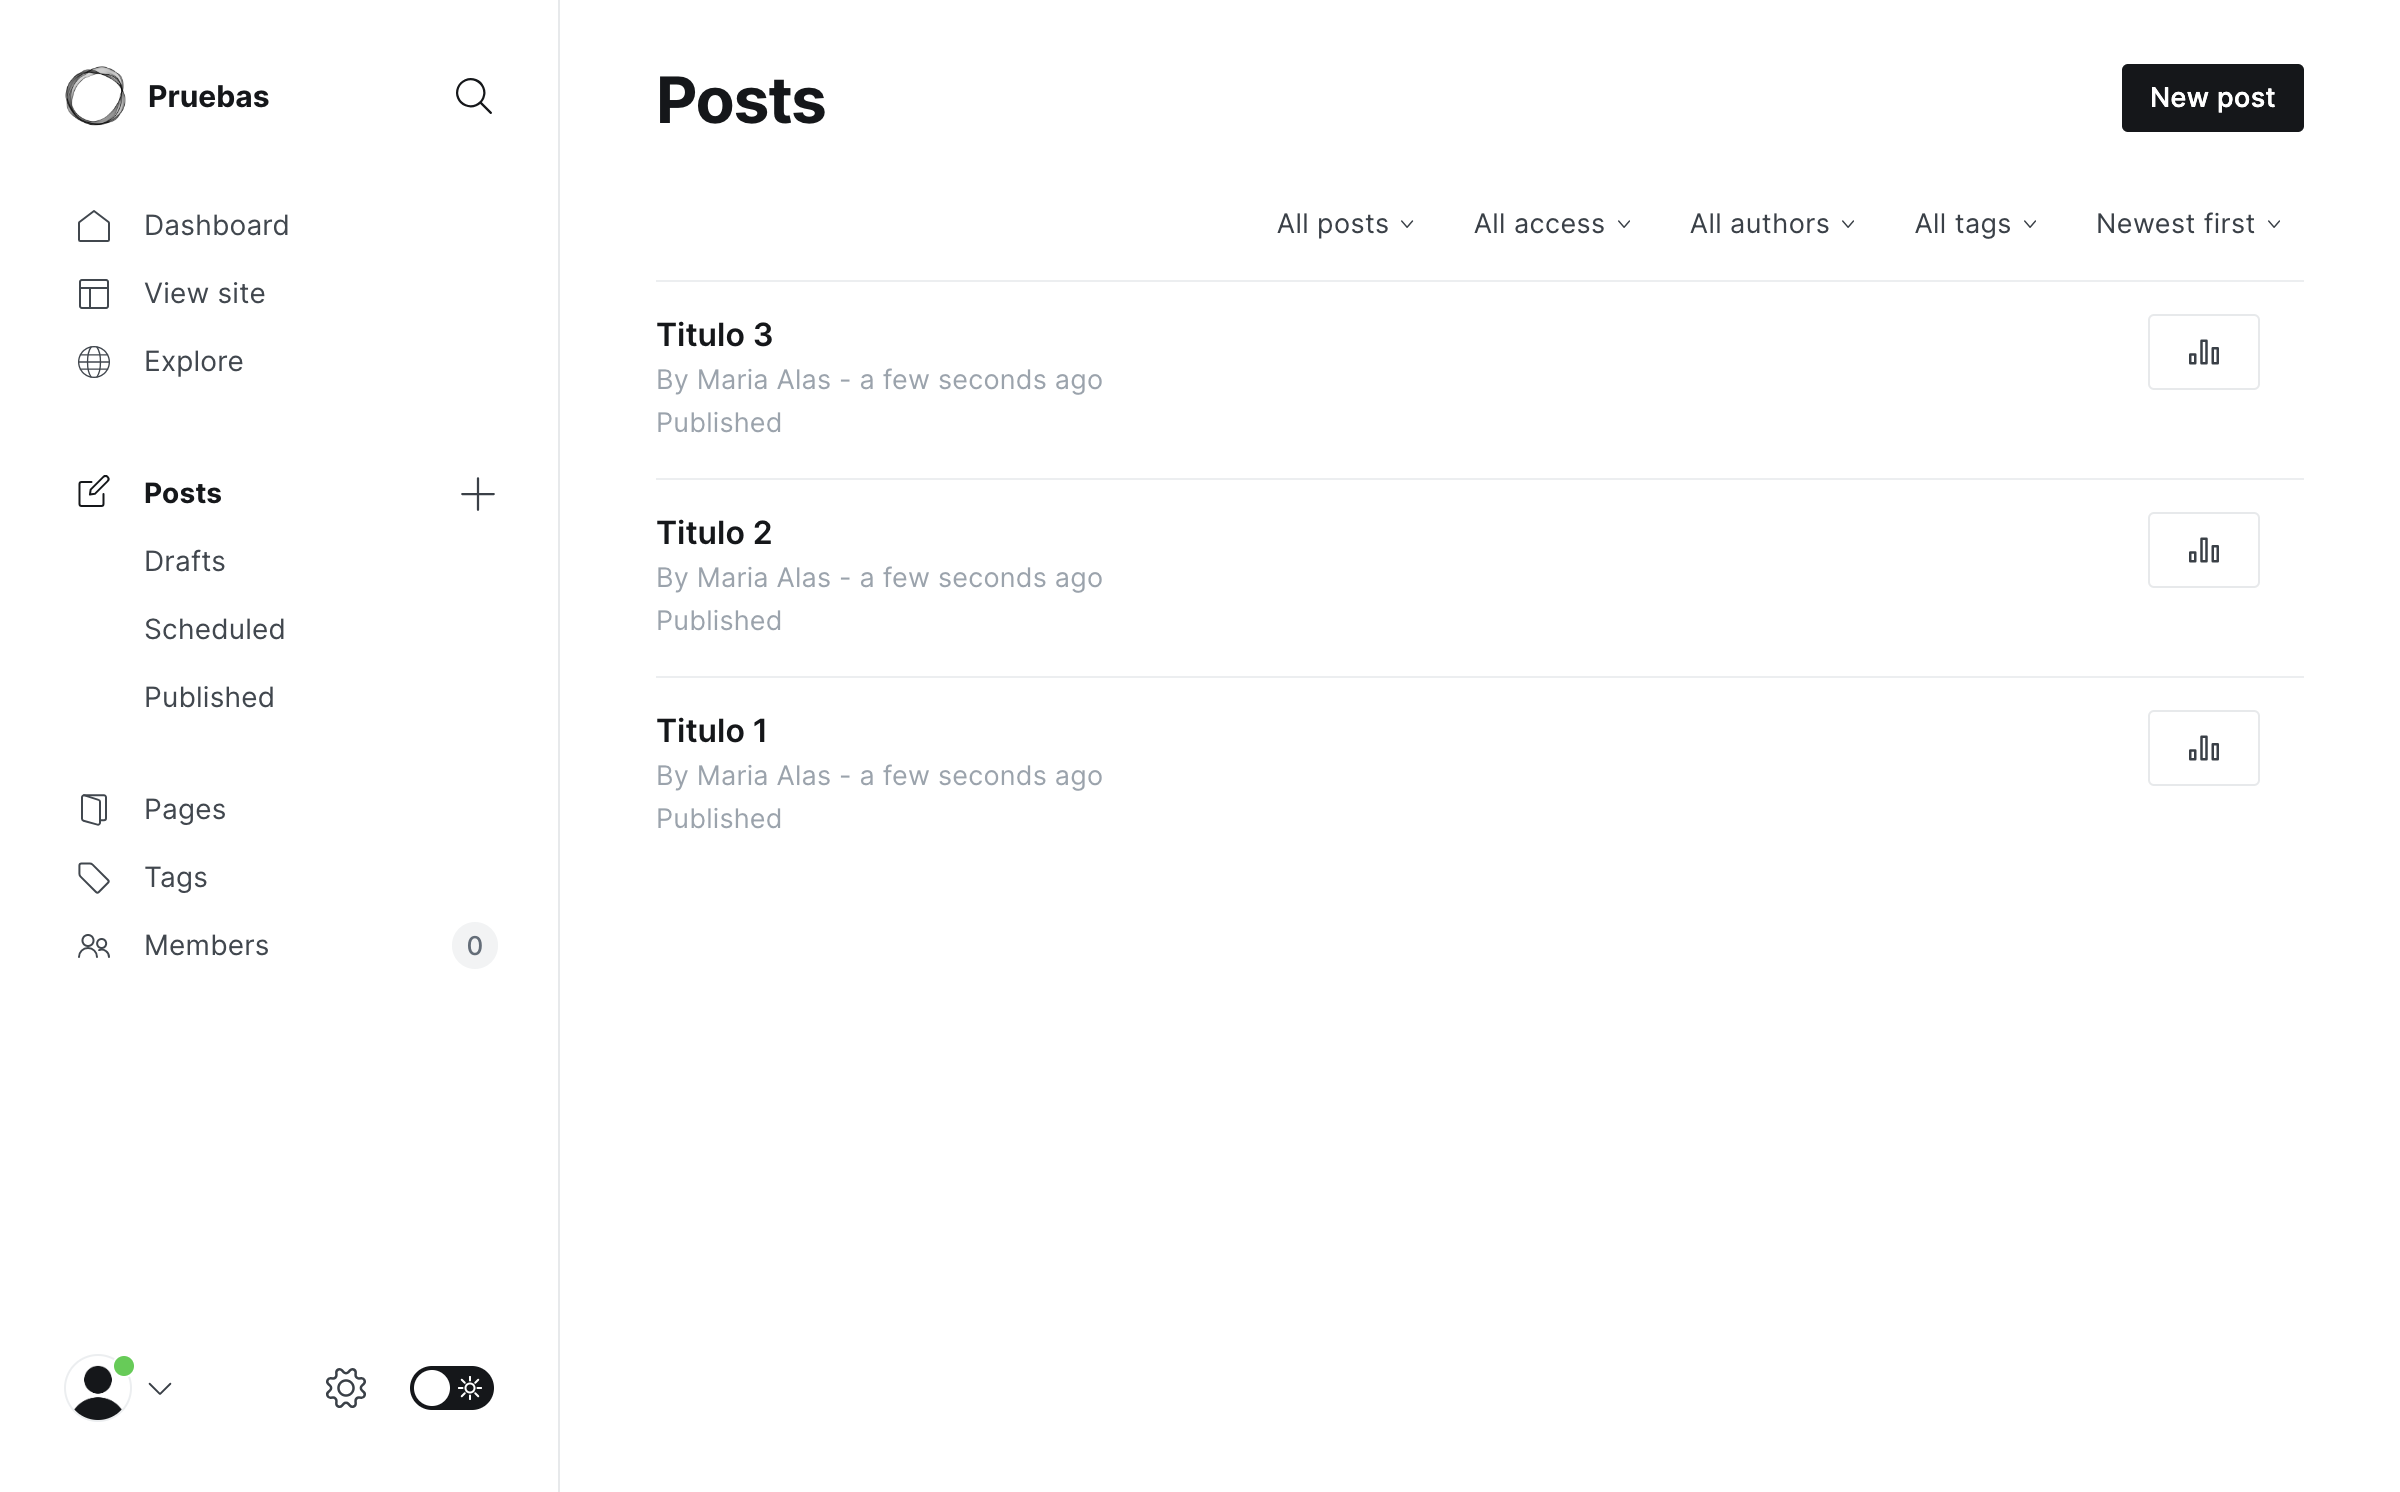 Pruebas
Dashboard
View site
Explore
Posts
Drafts
Scheduled
Published
Pages
Tags
Members 0
Posts
New post
All posts All access All authors All tags Newest first
Titulo 3
By Maria Alas - a few seconds ago
Published
Titulo 2
By Maria Alas - a few seconds ago
Published
Titulo 1
By Maria Alas - a few seconds ago
Published